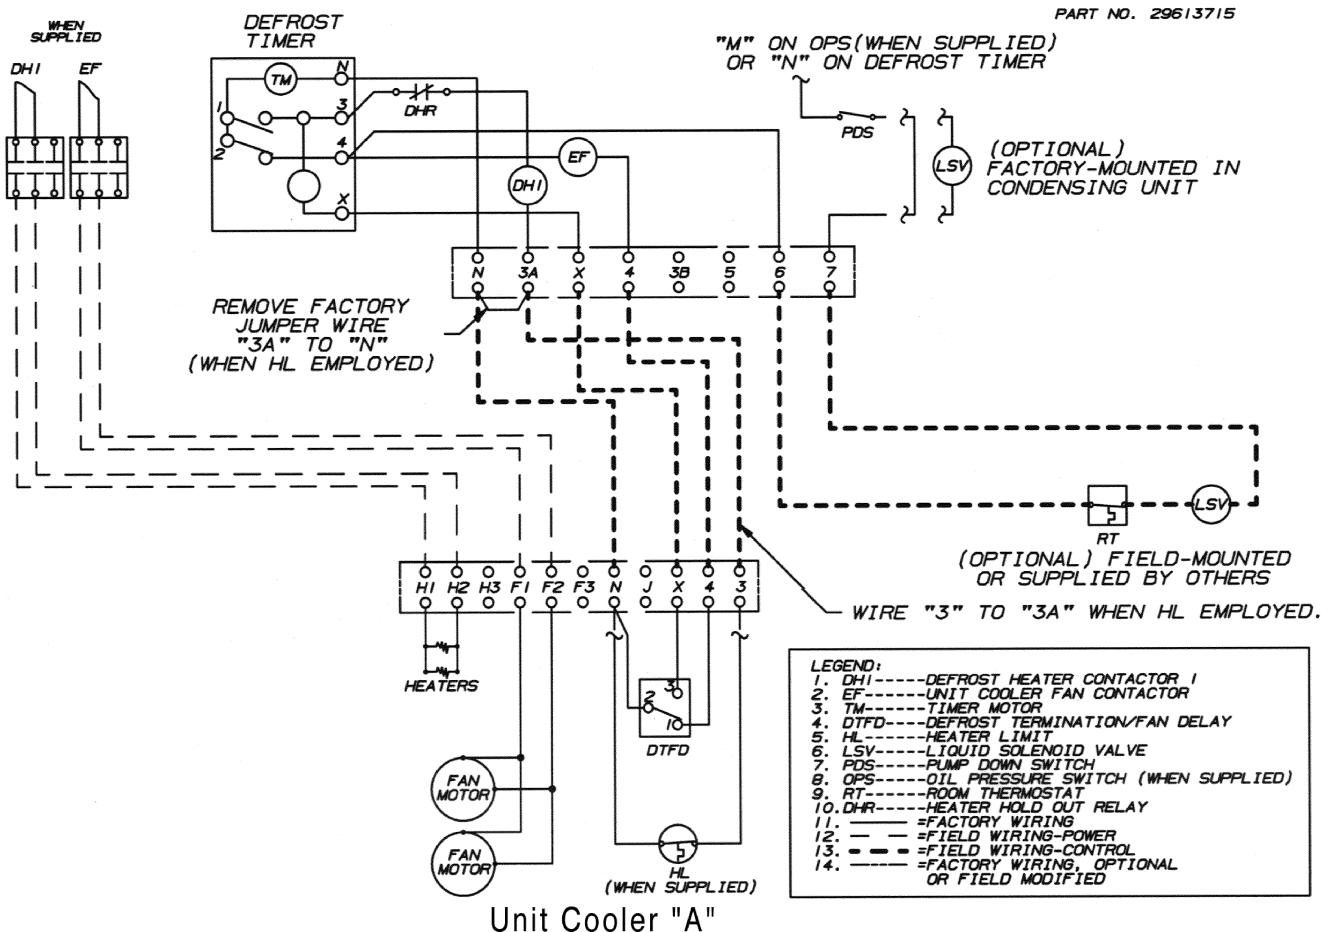 PART NO. 29613715
WHEN
SUPPLIED
DEFROST
TIMER
"M" ON OPS(WHEN SUPPLIED)
OR "N" ON DEFROST TIMER
DH1
EF
TM
N
1
3
DHR
2
4
X
EF
DH1
PDS
LSV
(OPTIONAL)
FACTORY-MOUNTED IN
CONDENSING UNIT
N 3A X 4 3B 5 6 7
REMOVE FACTORY
JUMPER WIRE
"3A" TO "N"
(WHEN HL EMPLOYED)
RT
LSV
(OPTIONAL) FIELD-MOUNTED
OR SUPPLIED BY OTHERS
H1 H2 H3 F1 F2 F3 N J X 4 3
WIRE "3" TO "3A" WHEN HL EMPLOYED.
HEATERS
3
2
1
DTFD
FAN
MOTOR
FAN
MOTOR
HL
(WHEN SUPPLIED)
LEGEND:
1. DH1-----DEFROST HEATER CONTACTOR 1
2. EF------UNIT COOLER FAN CONTACTOR
3. TM------TIMER MOTOR
4. DTFD----DEFROST TERMINATION/FAN DELAY
5. HL------HEATER LIMIT
6. LSV-----LIQUID SOLENOID VALVE
7. PDS-----PUMP DOWN SWITCH
8. OPS-----OIL PRESSURE SWITCH (WHEN SUPPLIED)
9. RT------ROOM THERMOSTAT
10.DHR-----HEATER HOLD OUT RELAY
11. =FACTORY WIRING
12. =FIELD WIRING-POWER
13. =FIELD WIRING-CONTROL
14. =FACTORY WIRING, OPTIONAL
OR FIELD MODIFIED
Unit Cooler "A"